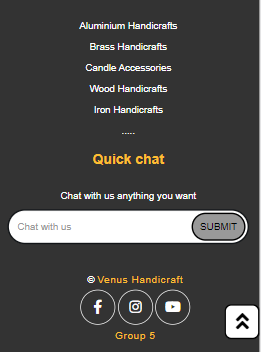 Aluminium Handicrafts
Brass Handicrafts
Candle Accessories
Wood Handicrafts
Iron Handicrafts
.....
Quick chat
Chat with us anything you want
Chat with us
SUBMIT
© Venus Handicraft
Group 5